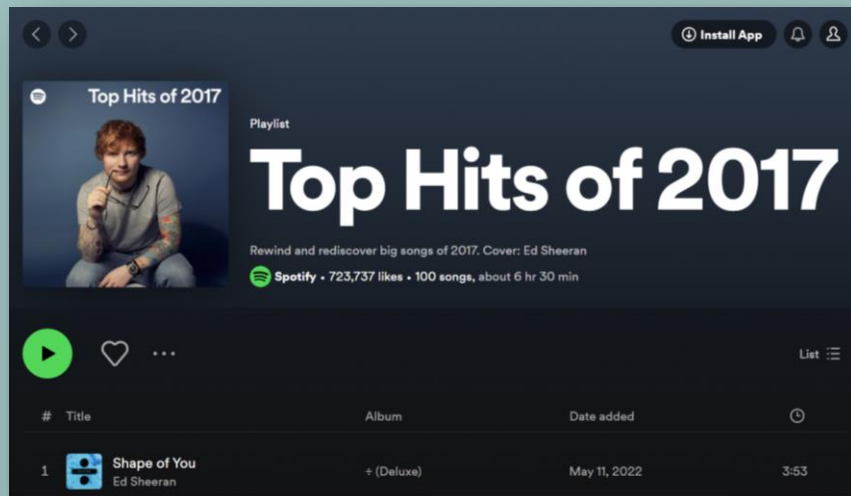 Install App
Top Hits of 2017
Playlist
Top Hits of 2017
Rewind and rediscover big songs of 2017. Cover: Ed Sheeran
Spotify • 723,737 likes • 100 songs, about 6 hr 30 min
List
# Title Album Date added
1 Shape of You ÷ (Deluxe) May 11, 2022 3:53
Ed Sheeran